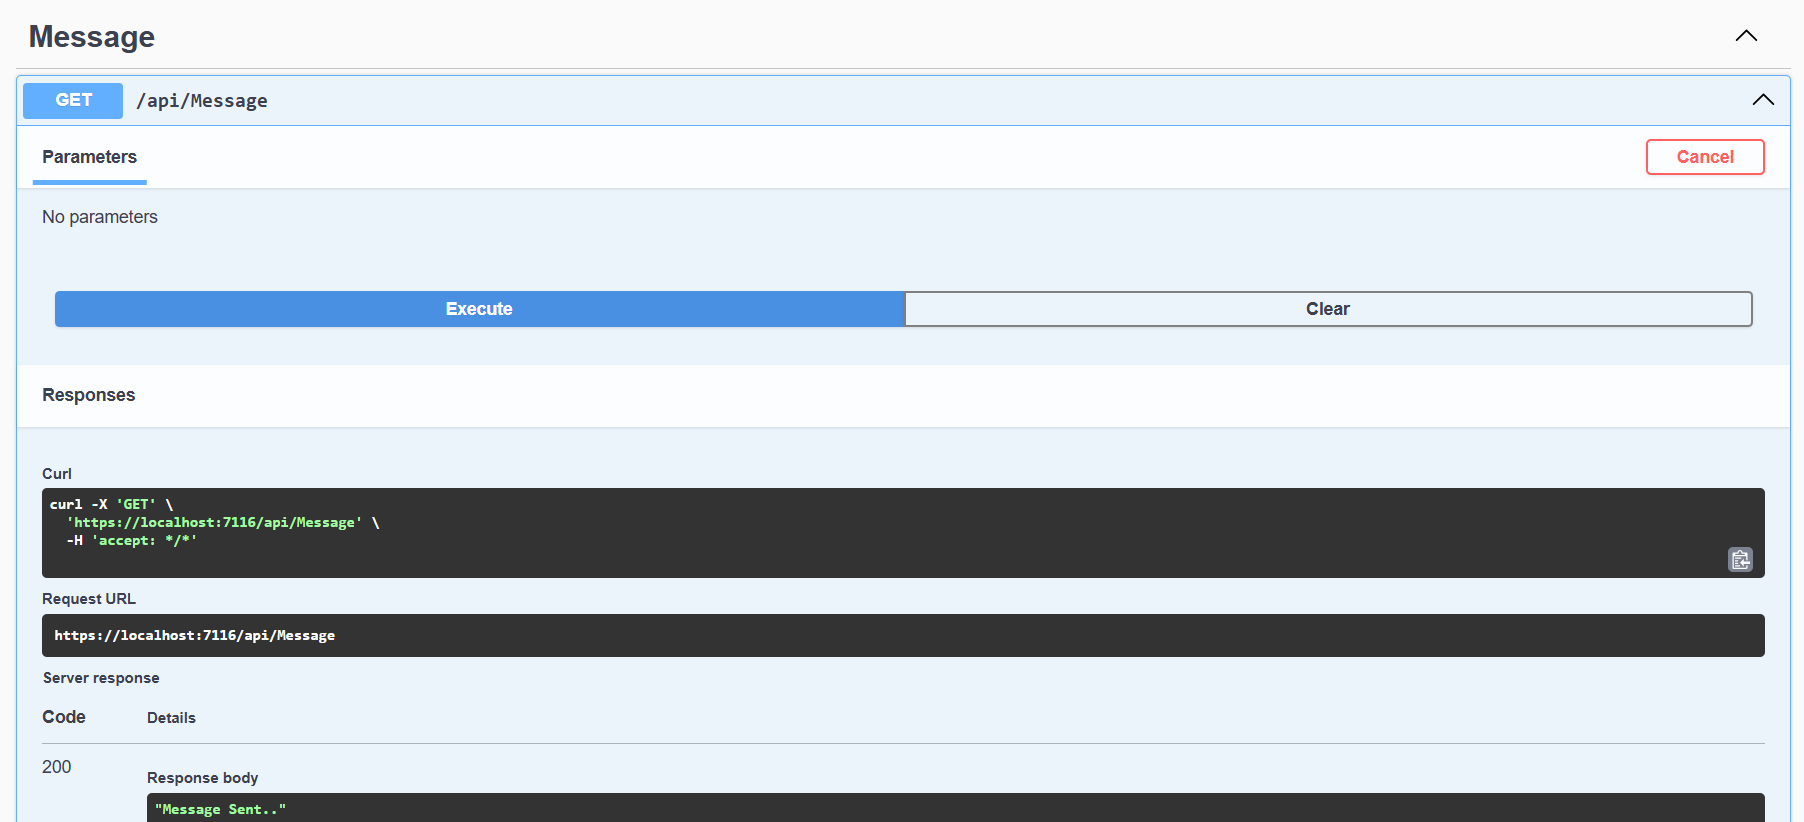 Message
GET /api/Message
Parameters
Cancel
No parameters
Execute
Clear
Responses
Curl
curl -X 'GET' \
  'https://localhost:7116/api/Message' \
  -H 'accept: */*'
Request URL
https://localhost:7116/api/Message
Server response
Code Details
200
Response body
"Message Sent.."